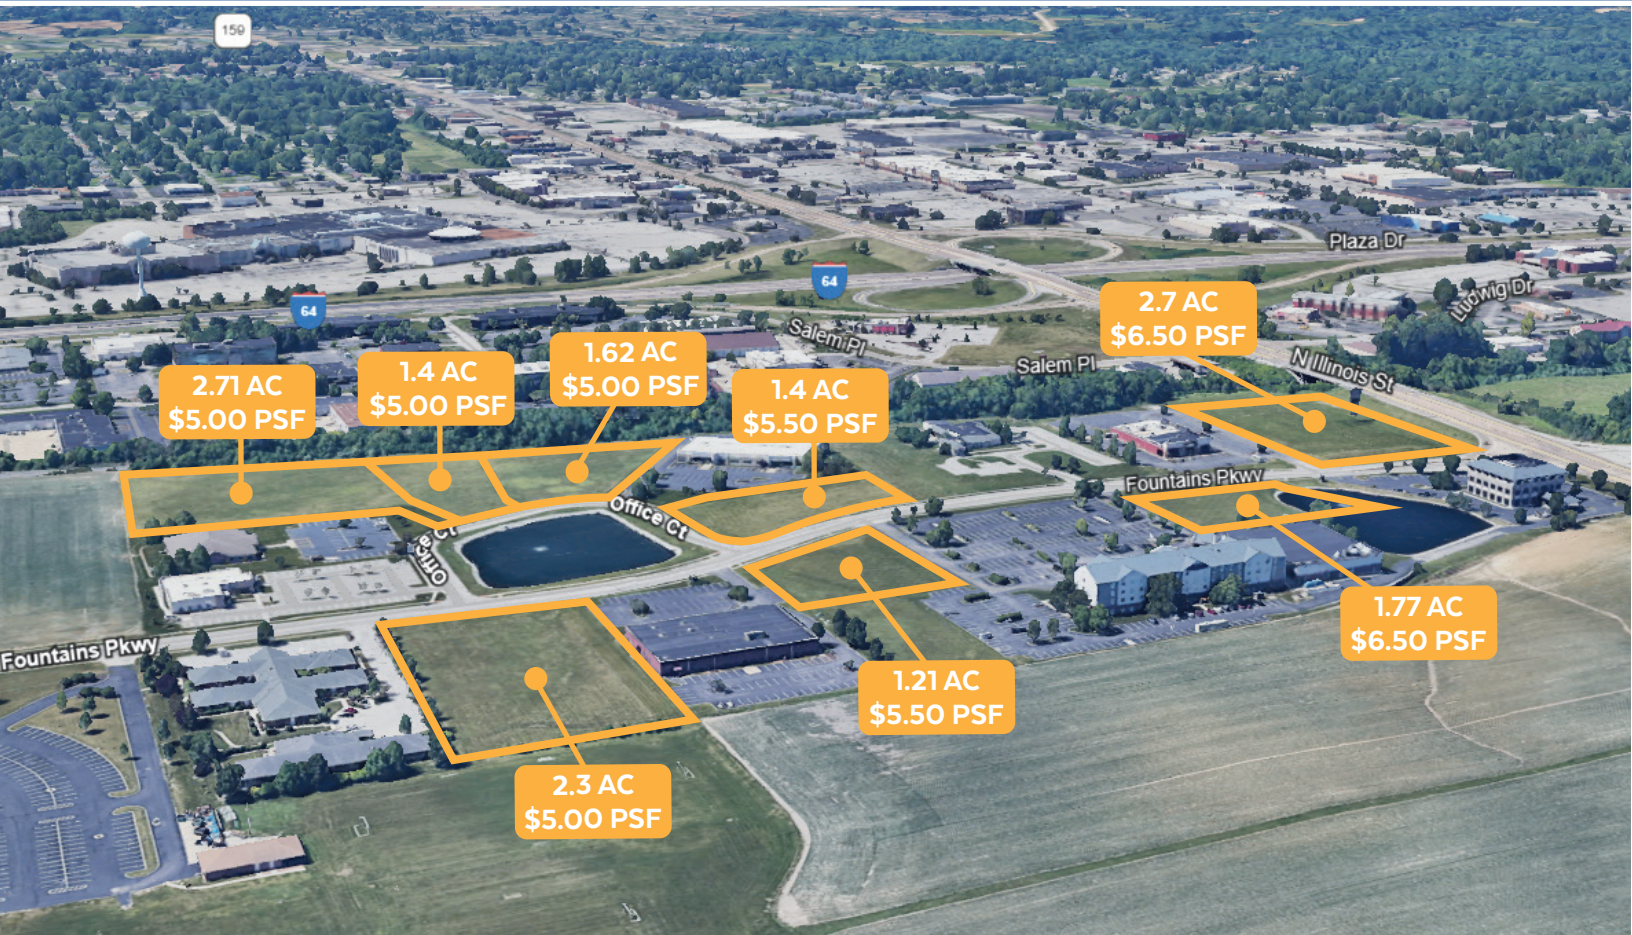 159
Plaza Dr
64
64
Ludwig Dr
2.7 AC
$6.50 PSF
Salem Pl
Salem Pl
N Illinois St
1.62 AC
$5.00 PSF
1.4 AC
$5.00 PSF
2.71 AC
$5.00 PSF
1.4 AC
$5.50 PSF
Fountains Pkwy
Office Ct
Office Ct
1.77 AC
$6.50 PSF
Fountains Pkwy
1.21 AC
$5.50 PSF
2.3 AC
$5.00 PSF